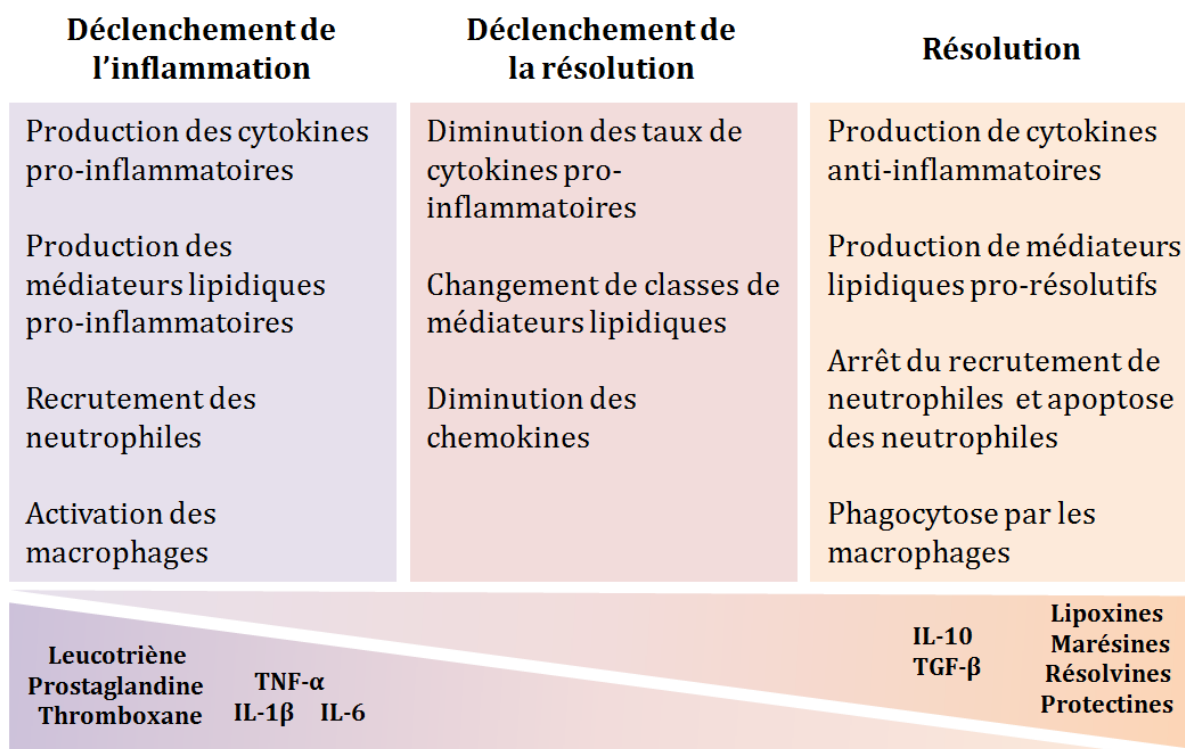 Déclenchement de
l’inflammation
Déclenchement de
la résolution
Résolution
Production des cytokines
pro-inflammatoires
Production des
médiateurs lipidiques
pro-inflammatoires
Recrutement des
neutrophiles
Activation des
macrophages
Diminution des taux de
cytokines pro-
inflammatoires
Changement de classes de
médiateurs lipidiques
Diminution des
chemokines
Production de cytokines
anti-inflammatoires
Production de médiateurs
lipidiques pro-résolutifs
Arrêt du recrutement de
neutrophiles et apoptose
des neutrophiles
Phagocytose par les
macrophages
Leucotriène
Prostaglandine
Thromboxane
TNF-α
IL-1β IL-6
IL-10
TGF-β
Lipoxines
Marésines
Résolvines
Protectines